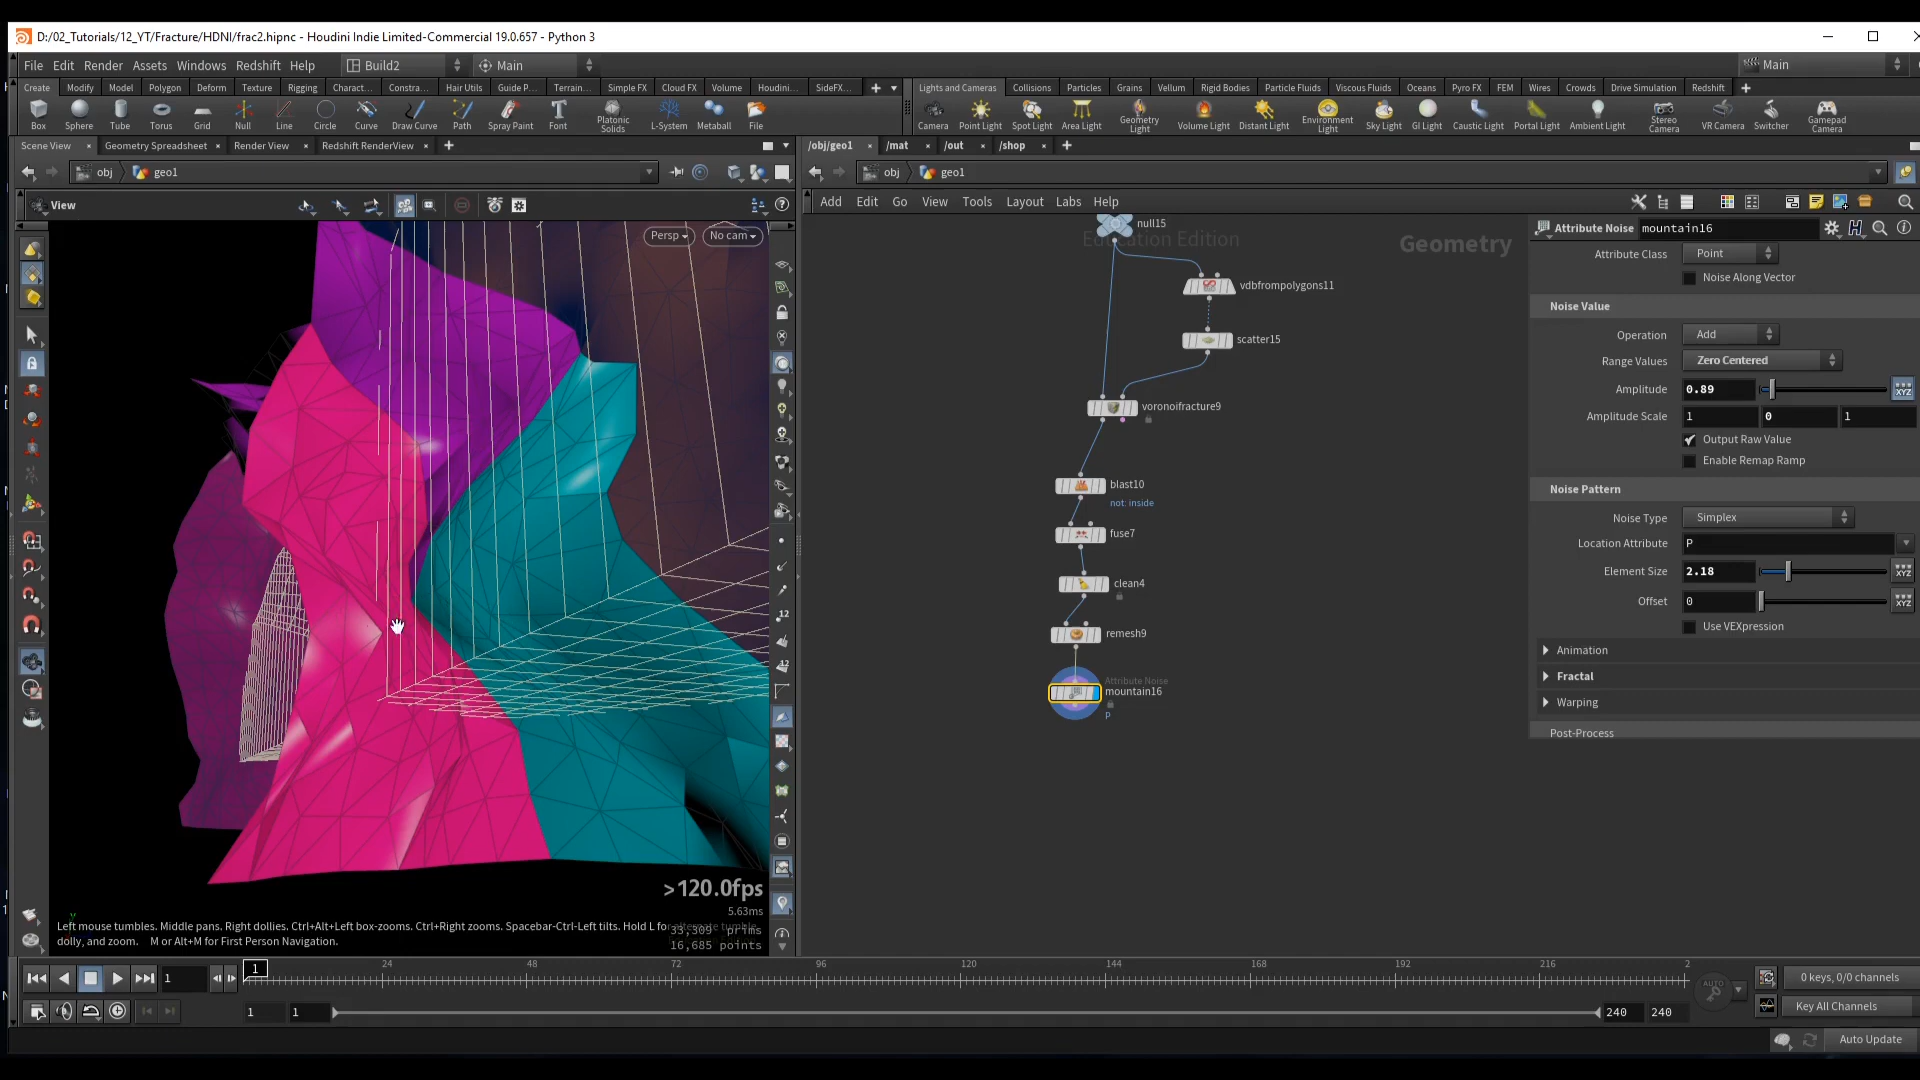 D:/02_Tutorials/12_YT/Fracture/HDNI/frac2.hipnc - Houdini Indie Limited-Commercial 19.0.657 - Python 3
File Edit Render Assets Windows Redshift Help Build2 Main Main
Create Modify Model Polygon Deform Texture Rigging Charact... Constra... Hair Utils Guide P... Terrain... Simple FX Cloud FX Volume Houdini... SideFX...
Lights and Cameras Collisions Particles Grains Vellum Rigid Bodies Particle Fluids Viscous Fluids Oceans Pyro FX FEM Wires Crowds Drive Simulation Redshift
Box Sphere Tube Torus Grid Null Line Circle Curve Draw Curve Path Spray Paint Font Platonic Solids L-System Metaball File
Camera Point Light Spot Light Area Light Geometry Light Volume Light Distant Light Environment Light Sky Light GI Light Caustic Light Portal Light Ambient Light Stereo Camera VR Camera Switcher Gamepad Camera
Scene View Geometry Spreadsheet Render View Redshift RenderView
/obj/geo1 /mat /out /shop
obj geo1
obj geo1
View
Add Edit Go View Tools Layout Labs Help
Persp No cam
Education Edition
Geometry
null15
vdbfrompolygons11
scatter15
voronoifracture9
blast10
not: inside
fuse7
clean4
remesh9
Attribute Noise
mountain16
P
Attribute Noise mountain16
Attribute Class Point
Noise Along Vector
Noise Value
Operation Add
Range Values Zero Centered
Amplitude 0.89
Amplitude Scale 1 0 1
Output Raw Value
Enable Remap Ramp
Noise Pattern
Noise Type Simplex
Location Attribute P
Element Size 2.18
Offset 0
Use VEXpression
Animation
Fractal
Warping
Post-Process
>120.0fps
5.63ms
Left mouse tumbles. Middle pans. Right dollies. Ctrl+Alt+Left box-zooms. Ctrl+Right zooms. Spacebar-Ctrl-Left tilts. Hold L for
dolly, and zoom. M or Alt+M for First Person Navigation.
33,309 prims
16,685 points
1 1 24 48 72 96 120 144 168 192 216 2
0 keys, 0/0 channels
1 1 240 240
Key All Channels
Auto Update